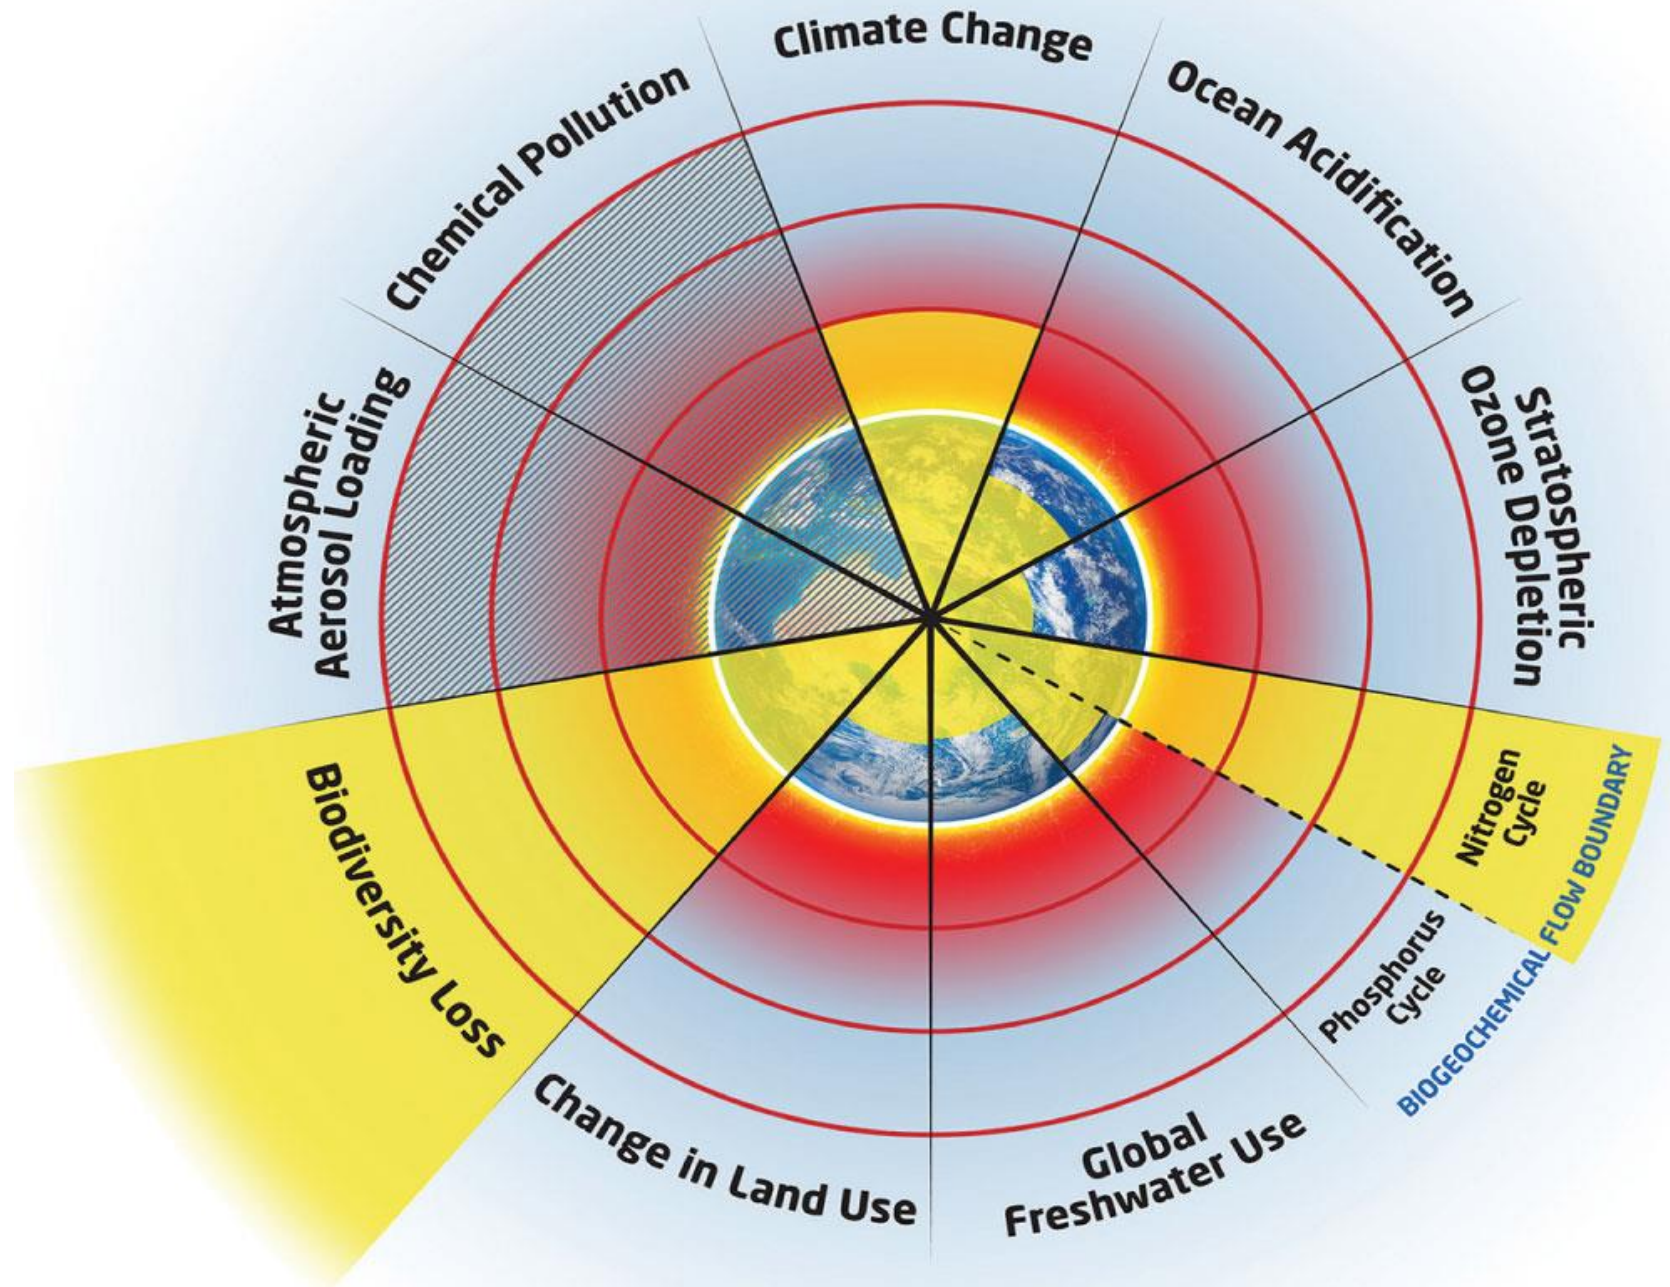 Climate Change
Ocean Acidification
Stratospheric
Ozone Depletion
Nitrogen
Cycle
Phosphorus
Cycle
BIOGEOCHEMICAL FLOW BOUNDARY
Global
Freshwater Use
Change in Land Use
Biodiversity Loss
Atmospheric
Aerosol Loading
Chemical Pollution